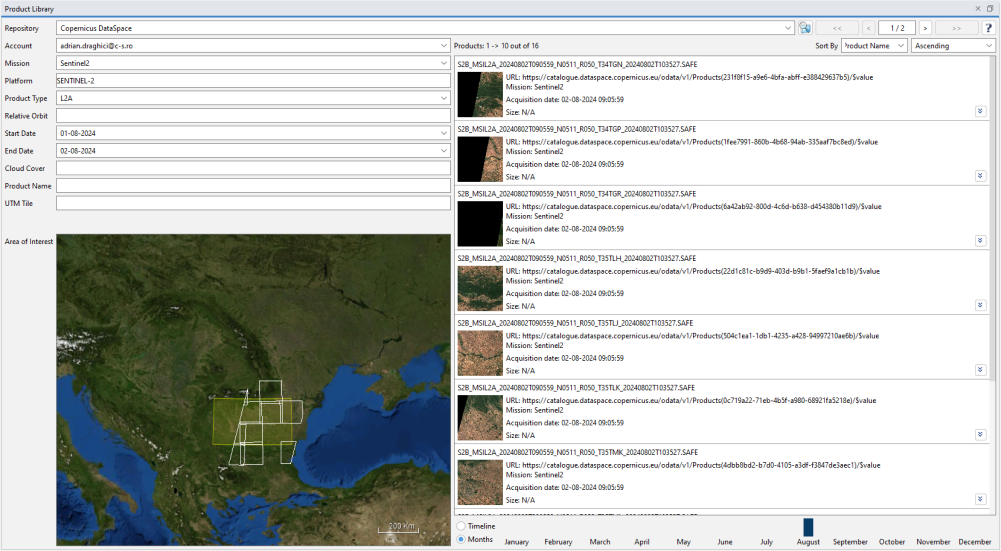 Product Library
Repository
Copernicus DataSpace
<<
<
1 / 2
>
>>
?
Account
adrian.draghici@c-s.ro
Mission
Sentinel2
Platform
SENTINEL-2
Product Type
L2A
Relative Orbit
Start Date
01-08-2024
End Date
02-08-2024
Cloud Cover
Product Name
UTM Tile
Area of Interest
200 Km
Products: 1 -> 10 out of 16
Sort By
Product Name
Ascending
S2B_MSIL2A_20240802T090559_N0511_R050_T34TGN_20240802T103527.SAFE
URL: https://catalogue.dataspace.copernicus.eu/odata/v1/Products(231f8f15-a9e6-4bfa-abff-e388429637b5)/$value
Mission: Sentinel2
Acquisition date: 02-08-2024 09:05:59
Size: N/A
S2B_MSIL2A_20240802T090559_N0511_R050_T34TGP_20240802T103527.SAFE
URL: https://catalogue.dataspace.copernicus.eu/odata/v1/Products(1fee7991-860b-4b68-94ab-335aaf7bc8ed)/$value
Mission: Sentinel2
Acquisition date: 02-08-2024 09:05:59
Size: N/A
S2B_MSIL2A_20240802T090559_N0511_R050_T34TGR_20240802T103527.SAFE
URL: https://catalogue.dataspace.copernicus.eu/odata/v1/Products(6a42ab92-800d-4c6d-b638-d454380b11d9)/$value
Mission: Sentinel2
Acquisition date: 02-08-2024 09:05:59
Size: N/A
S2B_MSIL2A_20240802T090559_N0511_R050_T35TLH_20240802T103527.SAFE
URL: https://catalogue.dataspace.copernicus.eu/odata/v1/Products(22d1c81c-b9d9-403d-b9b1-5faef9a1cb1b)/$value
Mission: Sentinel2
Acquisition date: 02-08-2024 09:05:59
Size: N/A
S2B_MSIL2A_20240802T090559_N0511_R050_T35TLJ_20240802T103527.SAFE
URL: https://catalogue.dataspace.copernicus.eu/odata/v1/Products(504c1ea1-1db1-4235-a428-94997210ae6b)/$value
Mission: Sentinel2
Acquisition date: 02-08-2024 09:05:59
Size: N/A
S2B_MSIL2A_20240802T090559_N0511_R050_T35TLK_20240802T103527.SAFE
URL: https://catalogue.dataspace.copernicus.eu/odata/v1/Products(0c719a22-71eb-4b5f-a980-68921fa5218e)/$value
Mission: Sentinel2
Acquisition date: 02-08-2024 09:05:59
Size: N/A
S2B_MSIL2A_20240802T090559_N0511_R050_T35TMK_20240802T103527.SAFE
URL: https://catalogue.dataspace.copernicus.eu/odata/v1/Products(4dbb8bd2-b7d0-4105-a3df-f3847de3aec1)/$value
Mission: Sentinel2
Acquisition date: 02-08-2024 09:05:59
Size: N/A
Timeline
Months
January February March April May June July August September October November December